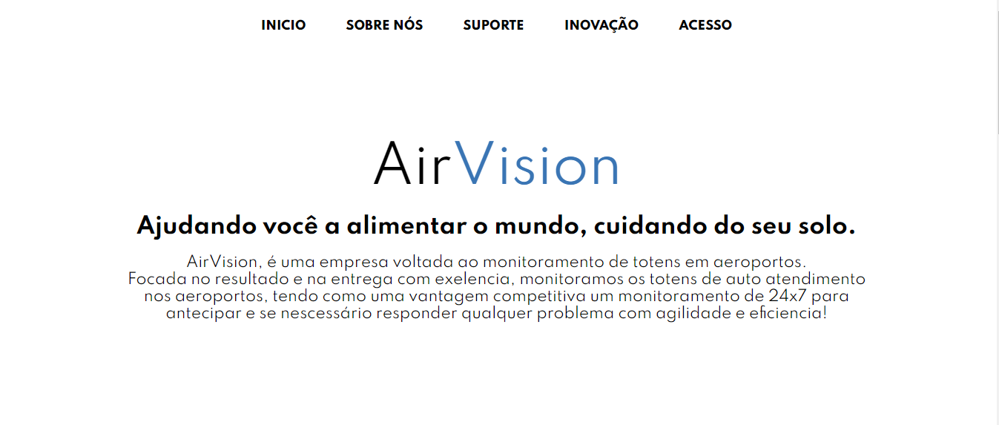 INICIO SOBRE NÓS SUPORTE INOVAÇÃO ACESSO
AirVision
Ajudando você a alimentar o mundo, cuidando do seu solo.
AirVision, é uma empresa voltada ao monitoramento de totens em aeroportos.
Focada no resultado e na entrega com exelencia, monitoramos os totens de auto atendimento
nos aeroportos, tendo como uma vantagem competitiva um monitoramento de 24x7 para
antecipar e se nescessário responder qualquer problema com agilidade e eficiencia!